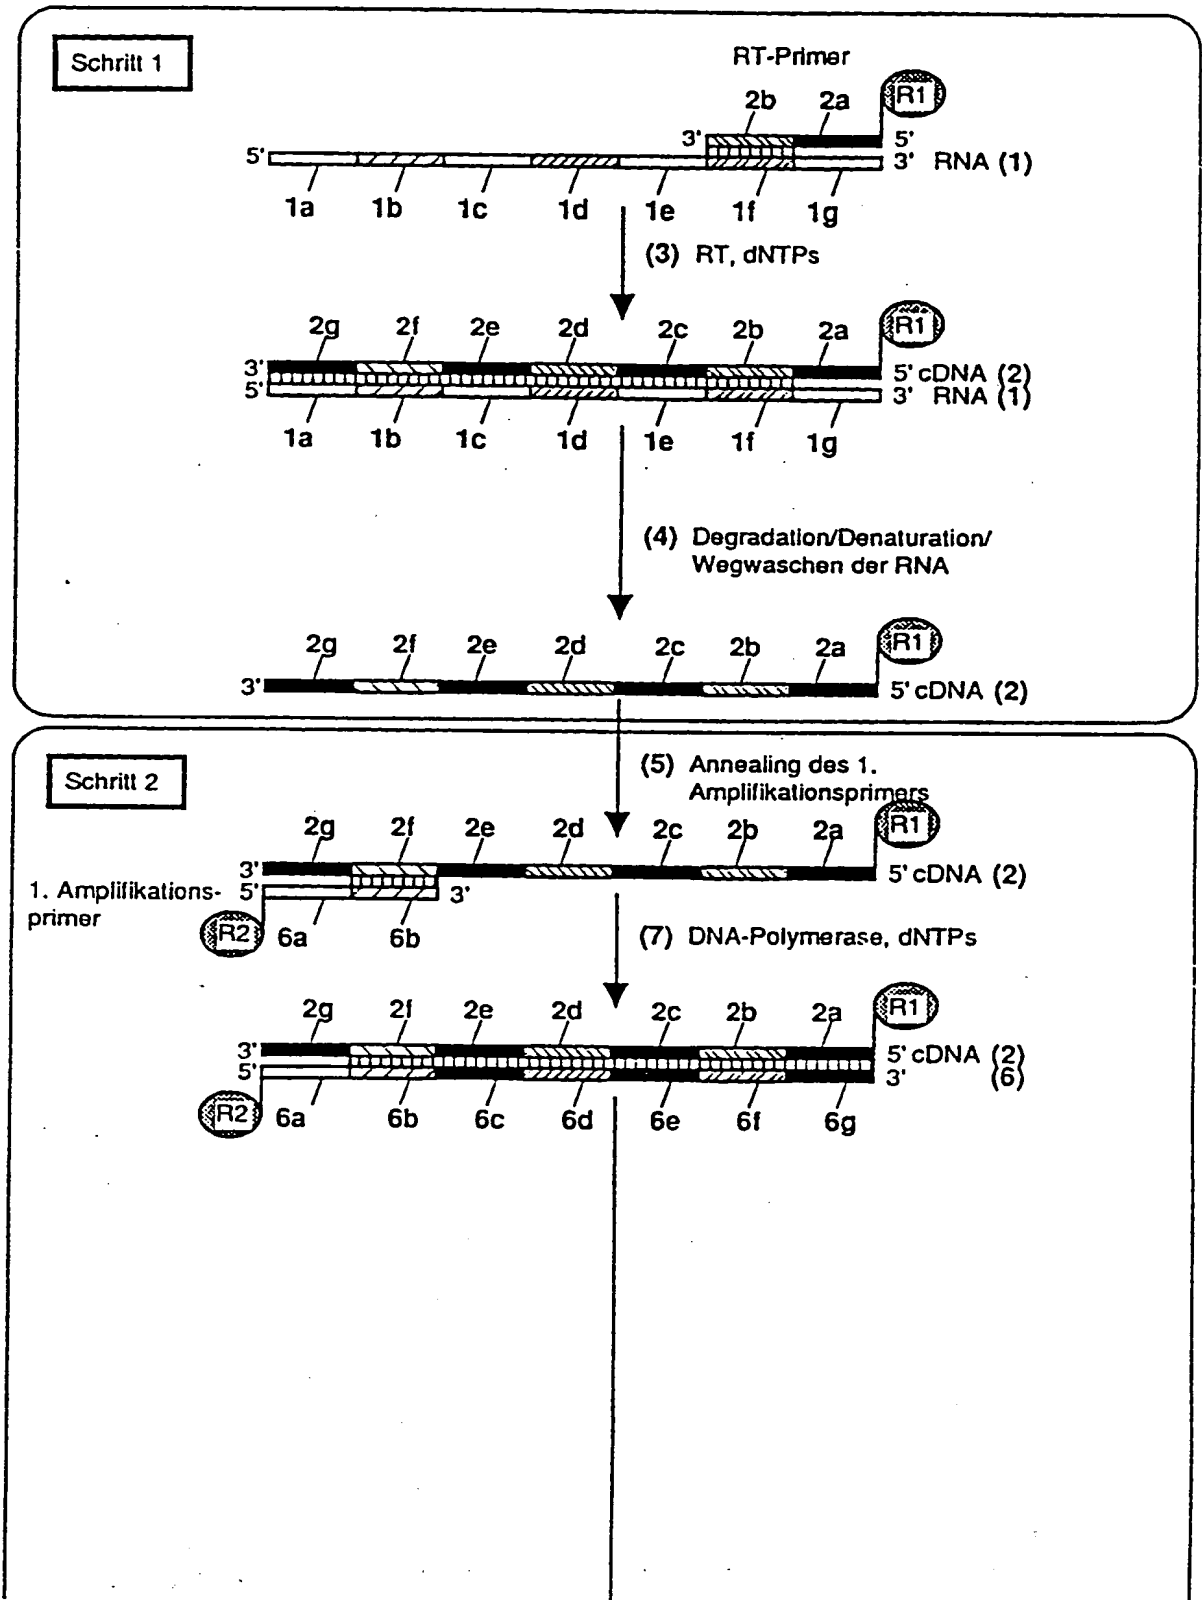 Schritt 1
RT-Primer
R1
2b 2a
3' 5'
5' 3' RNA (1)
1a 1b 1c 1d 1e 1f 1g
(3) RT, dNTPs
R1
2g 2f 2e 2d 2c 2b 2a
3' 5' cDNA (2)
5' 3' RNA (1)
1a 1b 1c 1d 1e 1f 1g
(4) Degradation/Denaturation/
Wegwaschen der RNA
R1
2g 2f 2e 2d 2c 2b 2a
3' 5' cDNA (2)
Schritt 2
(5) Annealing des 1.
Amplifikationsprimers
R1
2g 2f 2e 2d 2c 2b 2a
3' 5' cDNA (2)
1. Amplifikations-
primer
5' 3'
R2
6a 6b
(7) DNA-Polymerase, dNTPs
R1
2g 2f 2e 2d 2c 2b 2a
3' 5' cDNA (2)
5' 3' (6)
R2
6a 6b 6c 6d 6e 6f 6g